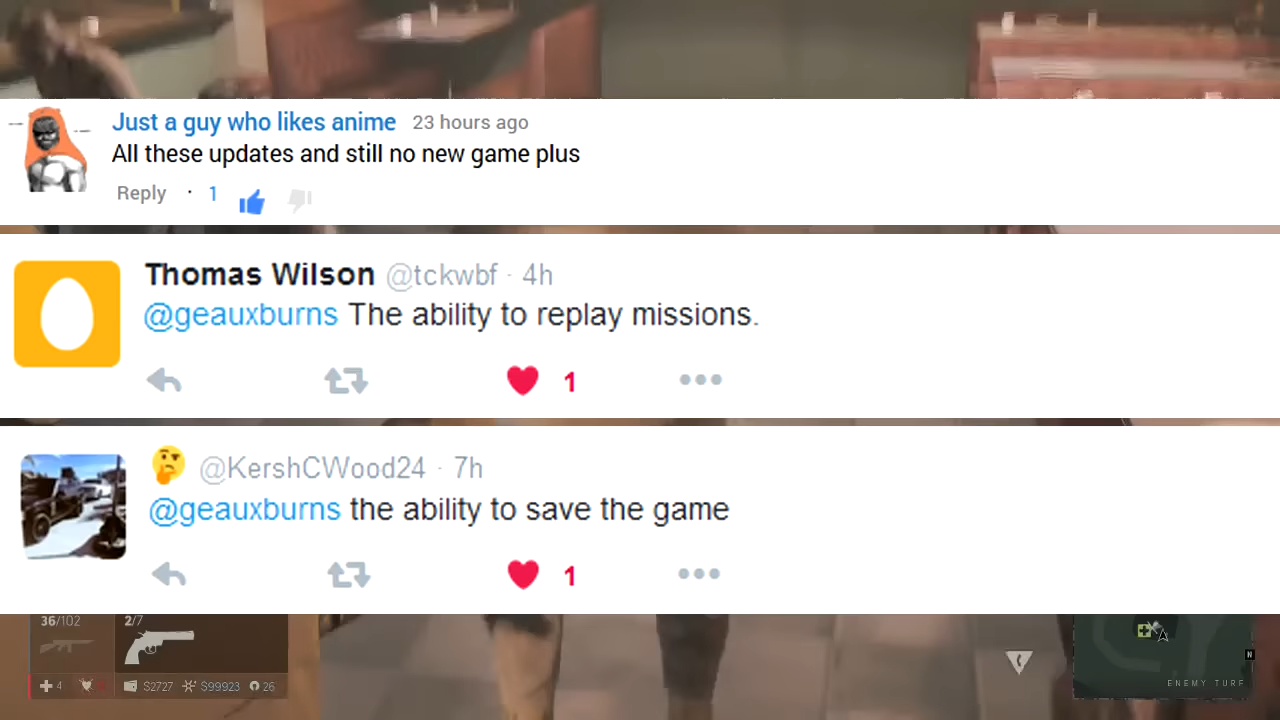 Just a guy who likes anime 23 hours ago
All these updates and still no new game plus
Reply · 1
Thomas Wilson @tckwbf · 4h
@geauxburns The ability to replay missions.
1
@KershCWood24 · 7h
@geauxburns the ability to save the game
1
36/102 2/7
4 $2727 $99923 26
N
ENEMY TURF